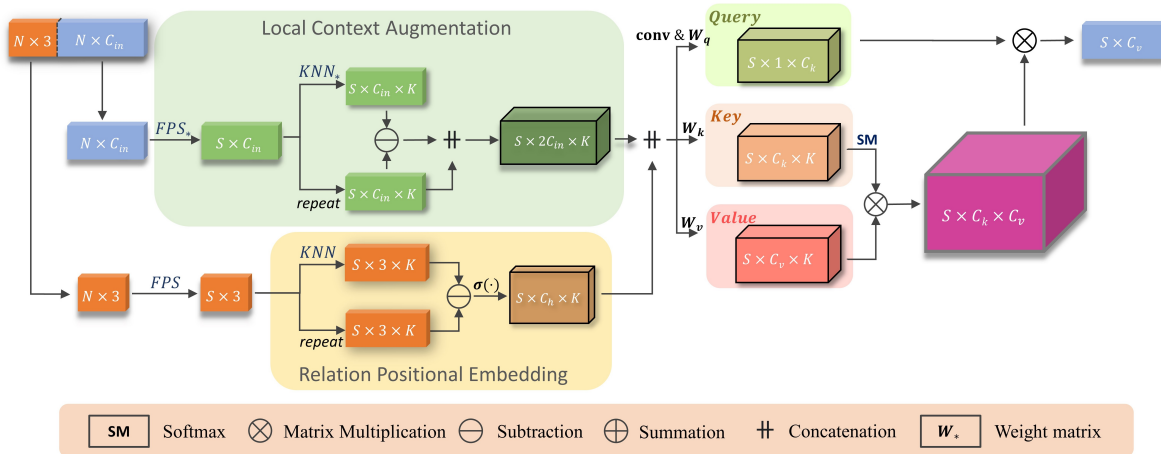 N × 3
N × C_in
Local Context Augmentation
Query
conv & W_q
S × 1 × C_k
S × C_v
KNN_*
S × C_in × K
N × C_in
FPS_*
S × C_in
S × 2C_in × K
W_k
Key
S × C_k × K
SM
repeat
S × C_in × K
W_v
Value
S × C_v × K
S × C_k × C_v
N × 3
FPS
S × 3
KNN
S × 3 × K
σ(·)
S × C_h × K
repeat
S × 3 × K
Relation Positional Embedding
SM Softmax Matrix Multiplication Subtraction Summation Concatenation W_* Weight matrix